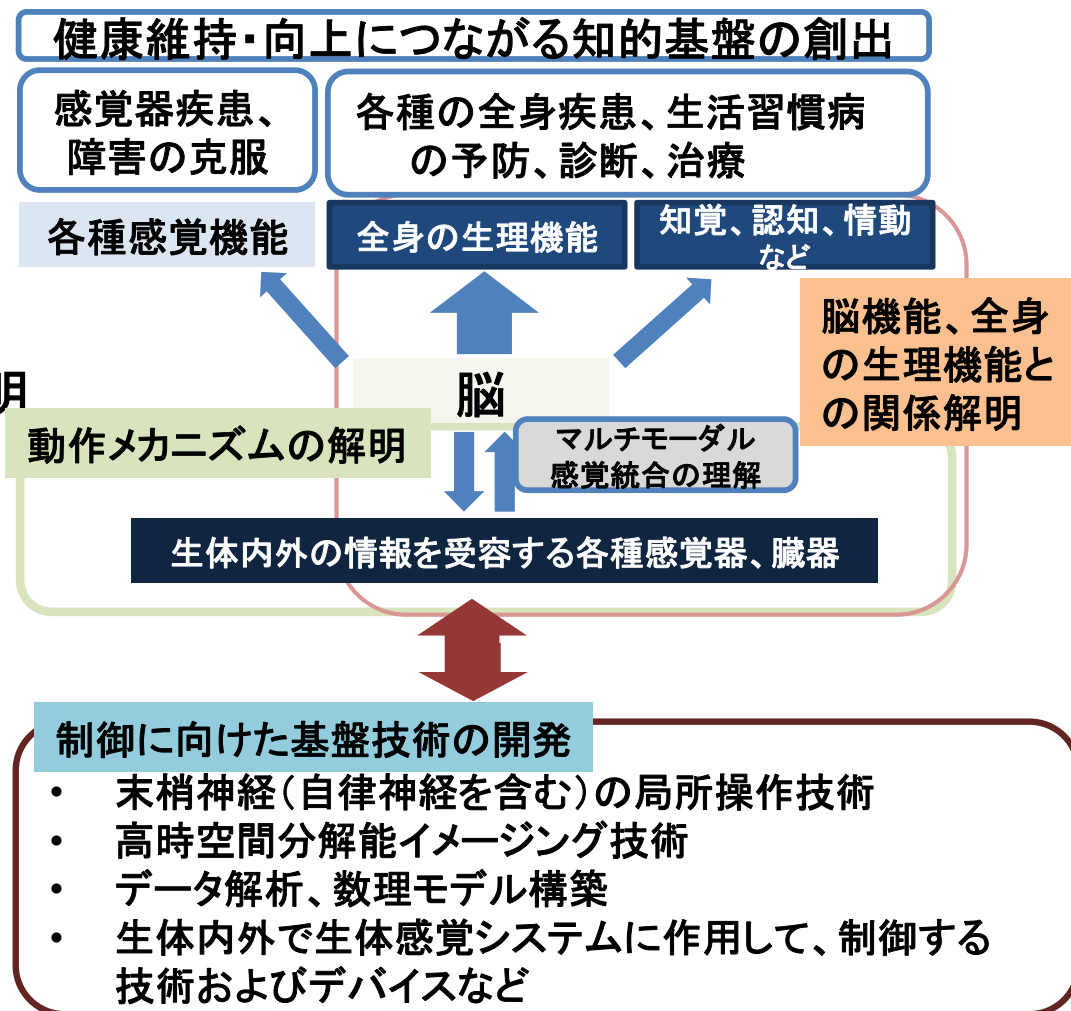 健康維持・向上につながる知的基盤の創出
感覚器疾患、
障害の克服
各種の全身疾患、生活習慣病
の予防、診断、治療
各種感覚機能
全身の生理機能
知覚、認知、情動
など
脳機能、全身
の生理機能と
の関係解明
脳
明
動作メカニズムの解明
マルチモーダル
感覚統合の理解
生体内外の情報を受容する各種感覚器、臓器
制御に向けた基盤技術の開発
• 末梢神経（自律神経を含む）の局所操作技術
• 高時空間分解能イメージング技術
• データ解析、数理モデル構築
• 生体内外で生体感覚システムに作用して、制御する
技術およびデバイスなど